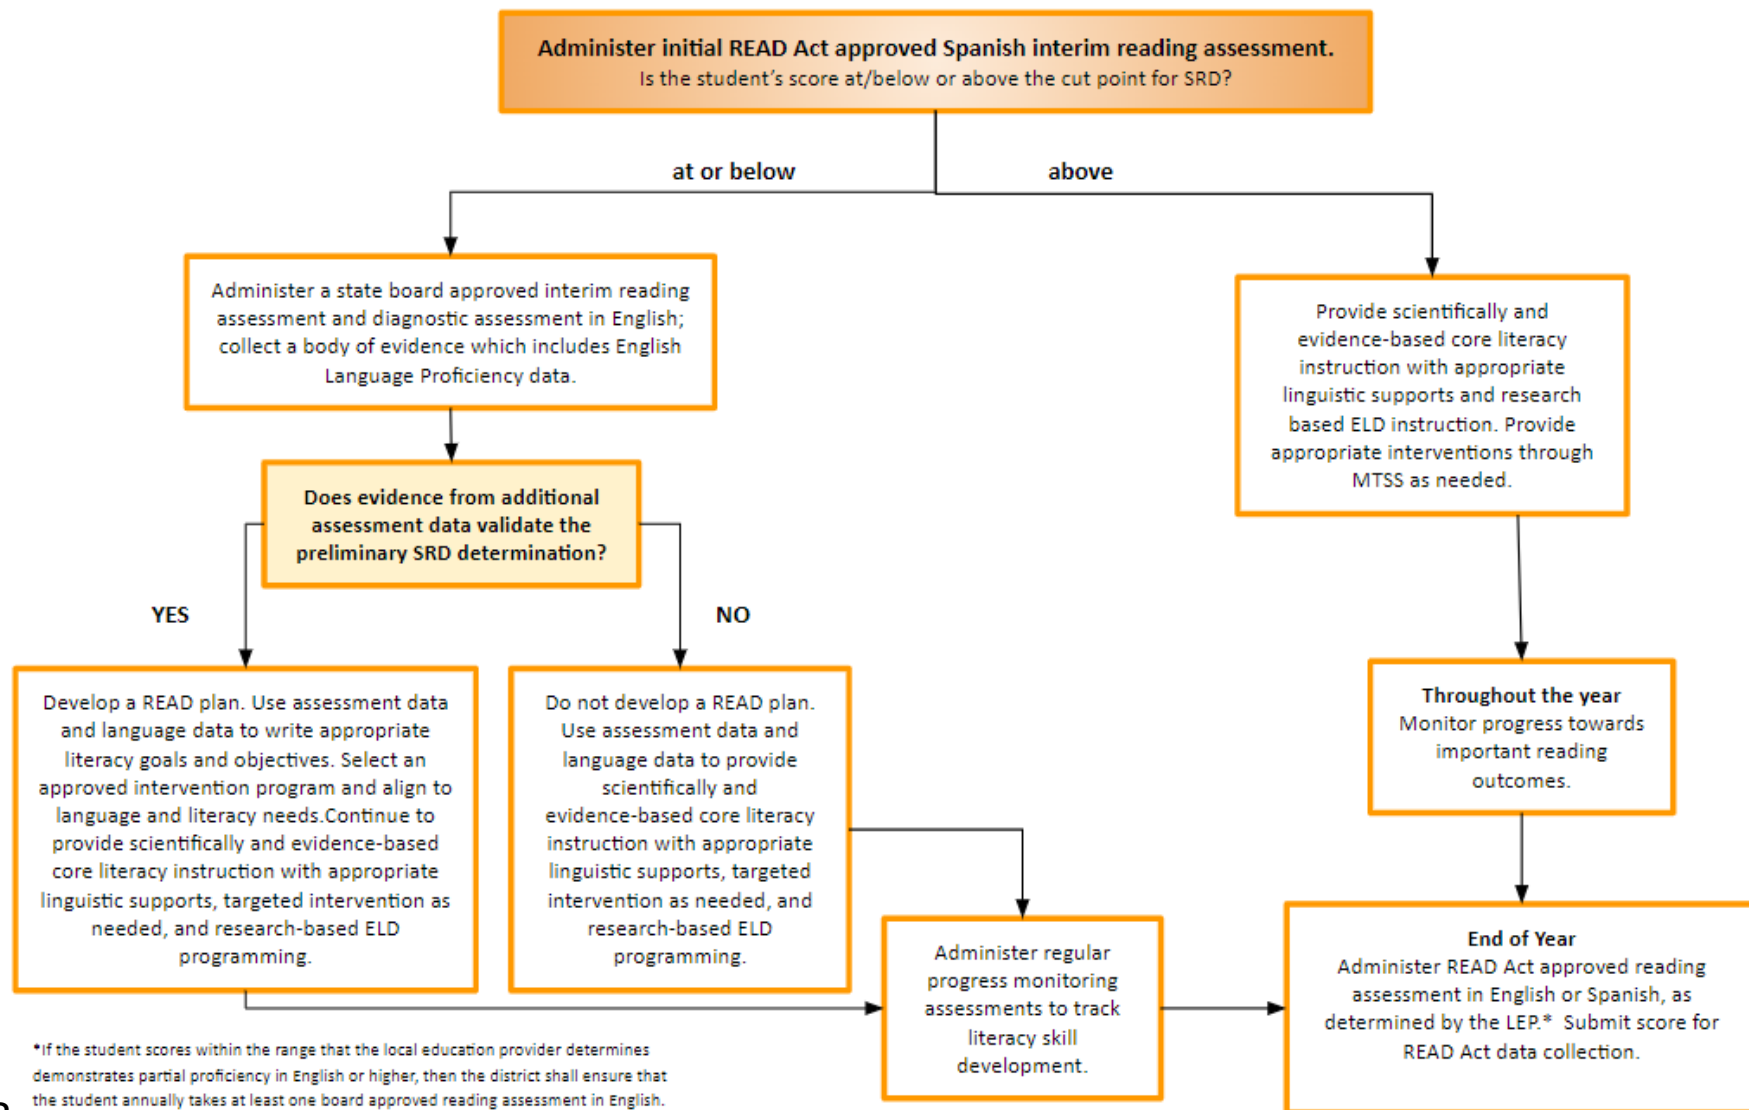 Administer initial READ Act approved Spanish interim reading assessment.
Is the student's score at/below or above the cut point for SRD?
at or below
above
Administer a state board approved interim reading
assessment and diagnostic assessment in English;
collect a body of evidence which includes English
Language Proficiency data.
Provide scientifically and
evidence-based core literacy
instruction with appropriate
linguistic supports and research
based ELD instruction. Provide
appropriate interventions through
MTSS as needed.
Does evidence from additional
assessment data validate the
preliminary SRD determination?
YES
NO
Develop a READ plan. Use assessment data
and language data to write appropriate
literacy goals and objectives. Select an
approved intervention program and align to
language and literacy needs.Continue to
provide scientifically and evidence-based
core literacy instruction with appropriate
linguistic supports, targeted intervention as
needed, and research-based ELD
programming.
Do not develop a READ plan.
Use assessment data and
language data to provide
scientifically and
evidence-based core literacy
instruction with appropriate
linguistic supports, targeted
intervention as needed, and
research-based ELD
programming.
Throughout the year
Monitor progress towards
important reading
outcomes.
Administer regular
progress monitoring
assessments to track
literacy skill
development.
End of Year
Administer READ Act approved reading
assessment in English or Spanish, as
determined by the LEP.* Submit score for
READ Act data collection.
*If the student scores within the range that the local education provider determines
demonstrates partial proficiency in English or higher, then the district shall ensure that
the student annually takes at least one board approved reading assessment in English.